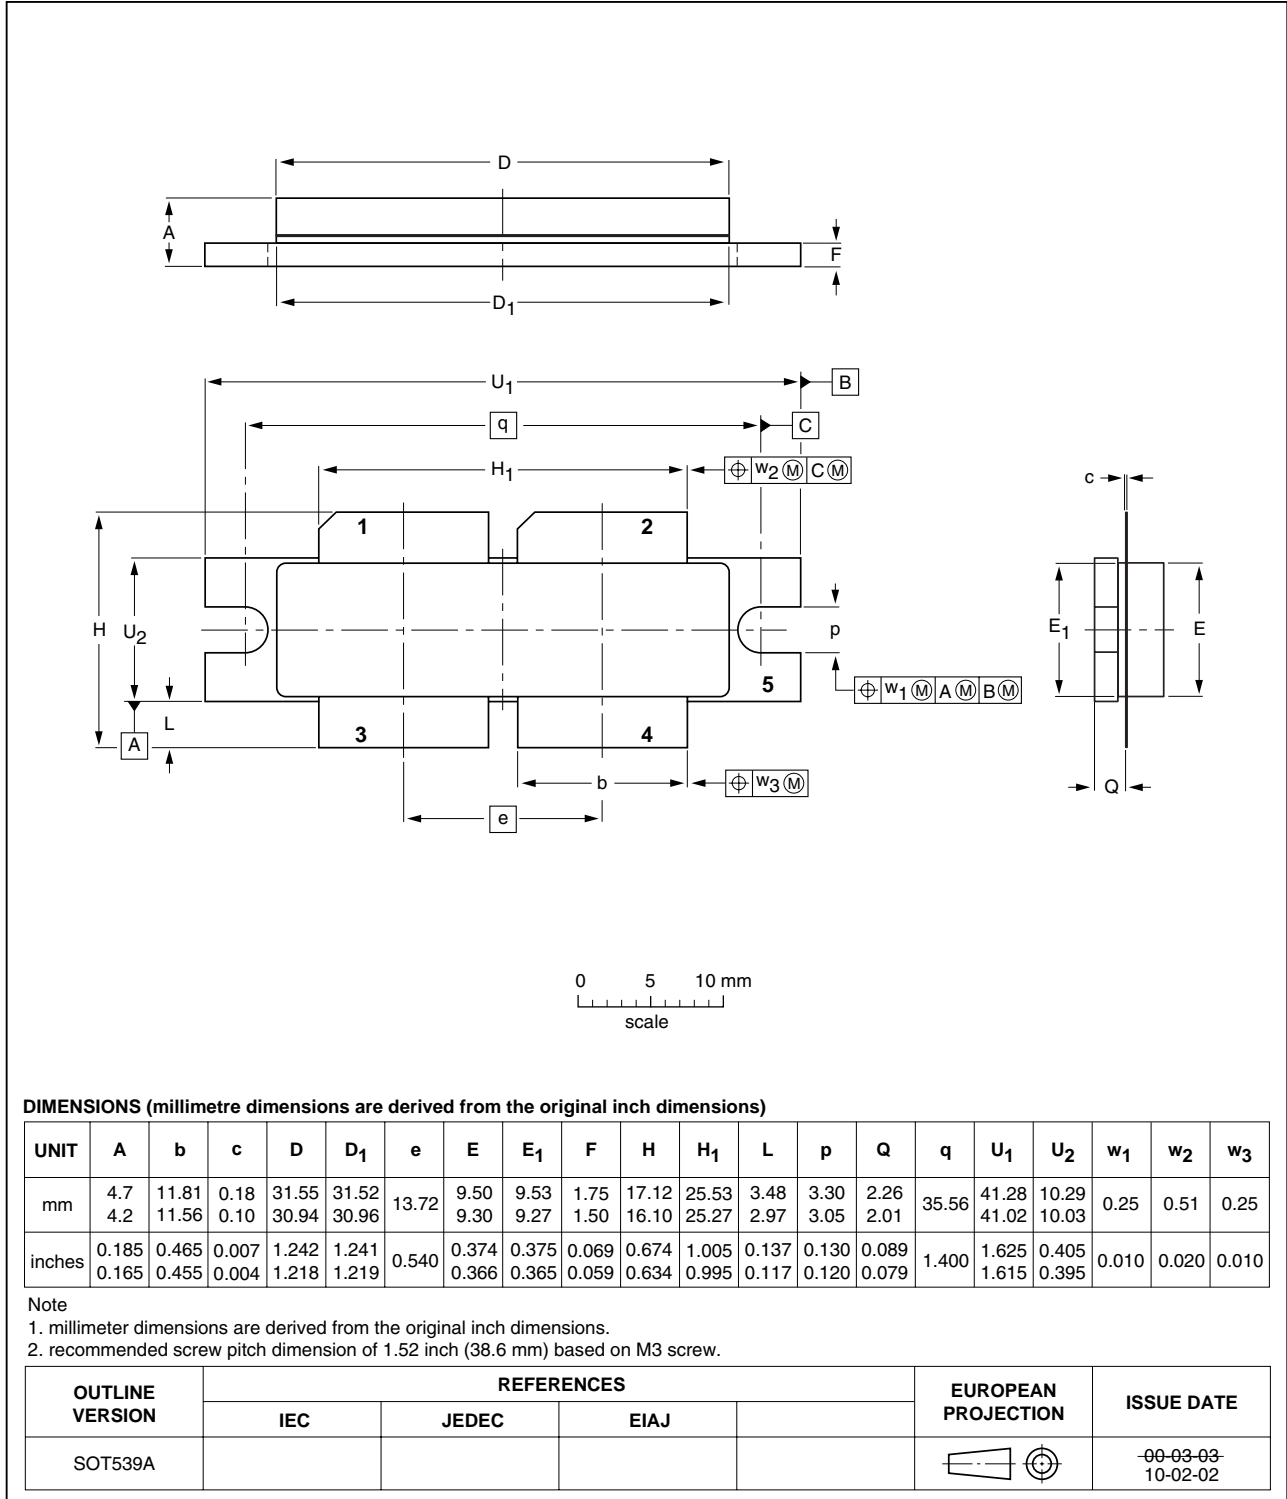 D
A
F
D1
U1
B
q
C
H1
w2 Ⓜ C Ⓜ
c
1
2
H
U2
p
E1
E
5
w1 Ⓜ A Ⓜ B Ⓜ
L
A
3
4
b
w3 Ⓜ
Q
e
0 5 10 mm
scale
DIMENSIONS (millimetre dimensions are derived from the original inch dimensions)
UNIT A b c D D1 e E E1 F H H1 L p Q q U1 U2 w1 w2 w3
mm 4.7 11.81 0.18 31.55 31.52 13.72 9.50 9.53 1.75 17.12 25.53 3.48 3.30 2.26 35.56 41.28 10.29 0.25 0.51 0.25
4.2 11.56 0.10 30.94 30.96 9.30 9.27 1.50 16.10 25.27 2.97 3.05 2.01 41.02 10.03
inches 0.185 0.465 0.007 1.242 1.241 0.540 0.374 0.375 0.069 0.674 1.005 0.137 0.130 0.089 1.400 1.625 0.405 0.010 0.020 0.010
0.165 0.455 0.004 1.218 1.219 0.366 0.365 0.059 0.634 0.995 0.117 0.120 0.079 1.615 0.395
Note
1. millimeter dimensions are derived from the original inch dimensions.
2. recommended screw pitch dimension of 1.52 inch (38.6 mm) based on M3 screw.
OUTLINE VERSION
REFERENCES
IEC JEDEC EIAJ
EUROPEAN PROJECTION
ISSUE DATE
SOT539A
00-03-03
10-02-02